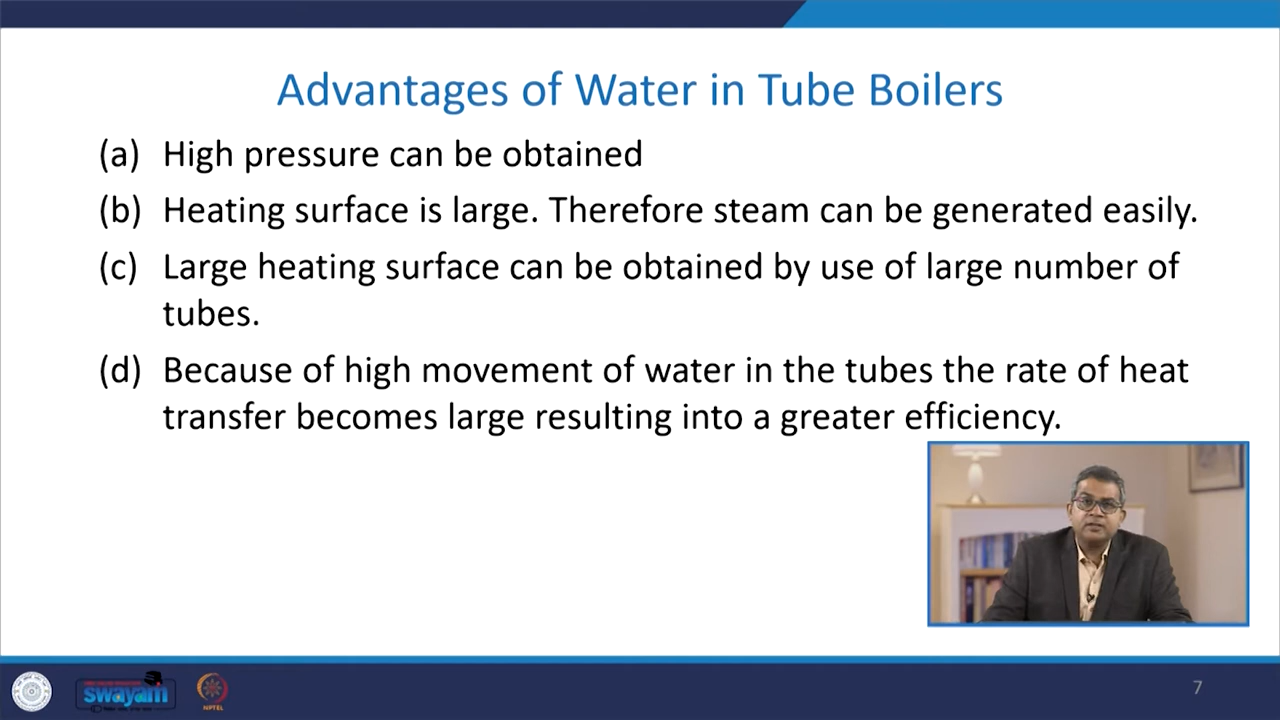 Advantages of Water in Tube Boilers
(a) High pressure can be obtained
(b) Heating surface is large. Therefore steam can be generated easily.
(c) Large heating surface can be obtained by use of large number of
tubes.
(d) Because of high movement of water in the tubes the rate of heat
transfer becomes large resulting into a greater efficiency.
swayam
NPTEL
7